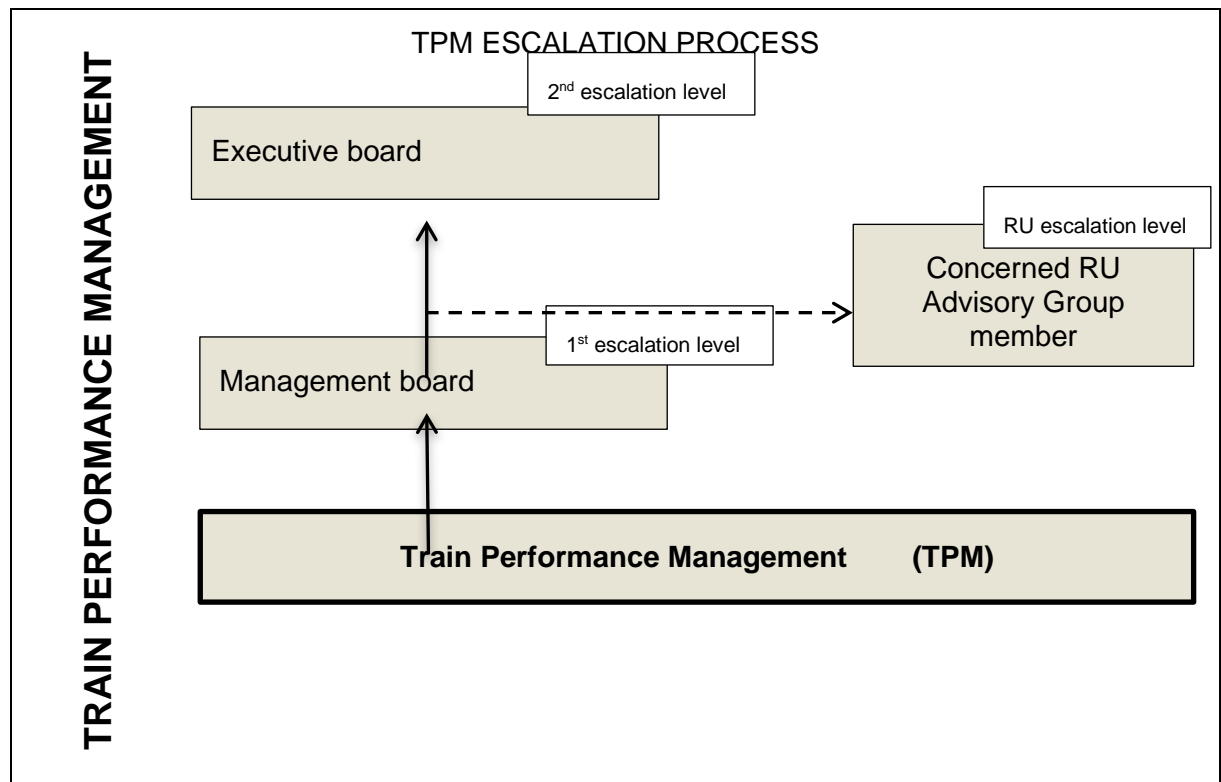 TRAIN PERFORMANCE MANAGEMENT
TPM ESCALATION PROCESS
2nd escalation level
Executive board
RU escalation level
Concerned RU
Advisory Group
member
1st escalation level
Management board
Train Performance Management (TPM)